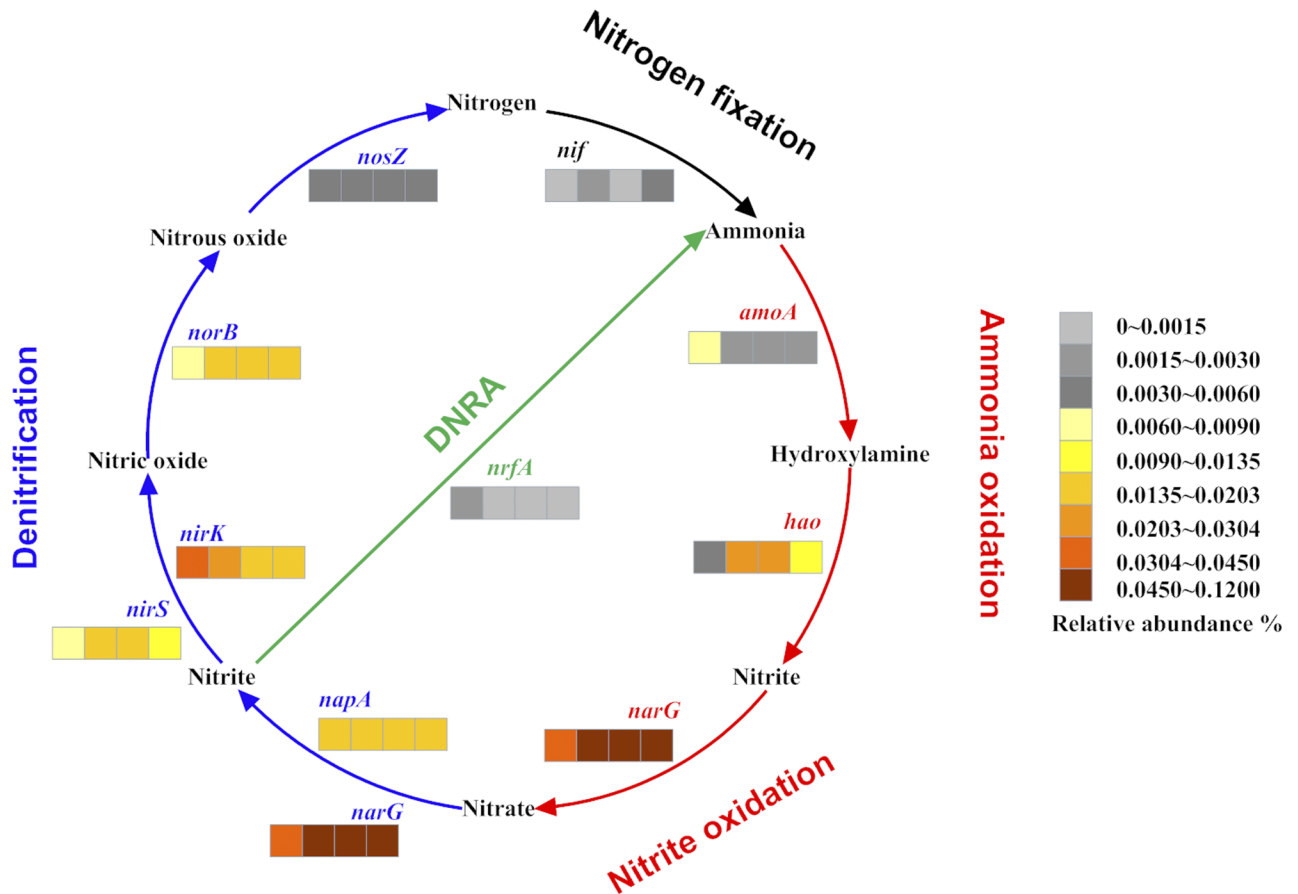 Nitrogen fixation
Nitrogen
nosZ
nif
Nitrous oxide
Ammonia
norB
amoA
Denitrification
DNRA
Nitric oxide
Hydroxylamine
nrfA
nirK
hao
nirS
Nitrite
Nitrite
napA
narG
Nitrate
narG
Nitrite oxidation
Ammonia oxidation
0~0.0015
0.0015~0.0030
0.0030~0.0060
0.0060~0.0090
0.0090~0.0135
0.0135~0.0203
0.0203~0.0304
0.0304~0.0450
0.0450~0.1200
Relative abundance %